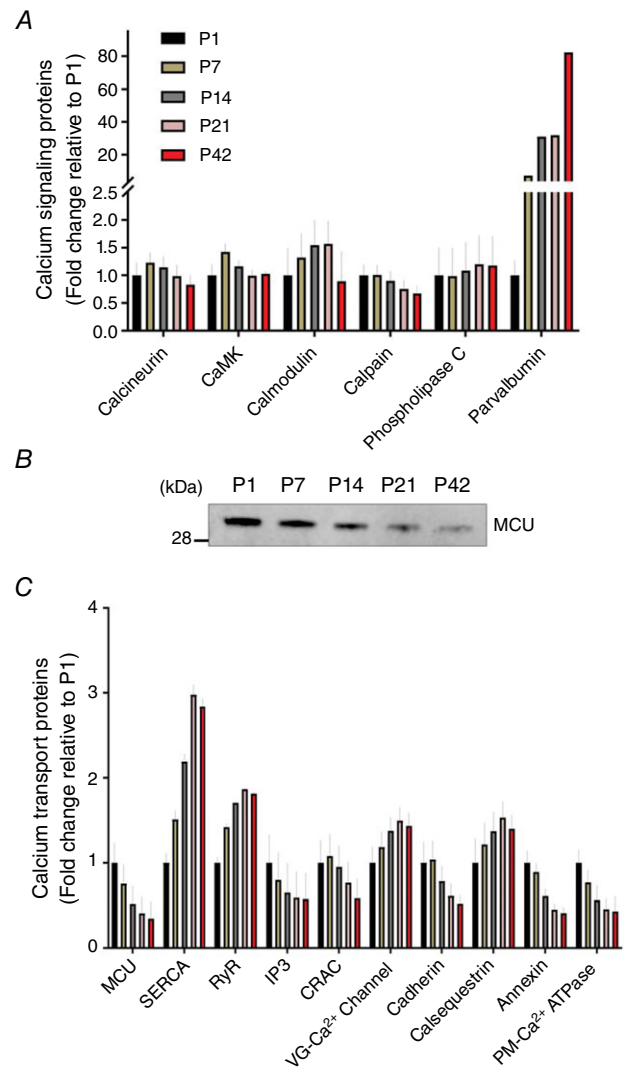 A
Calcium signaling proteins
(Fold change relative to P1)
80
60
40
20
2.5
2.0
1.5
1.0
0.5
0.0
P1
P7
P14
P21
P42
Calcineurin
CaMK
Calmodulin
Calpain
Phospholipase C
Parvalbumin
B
(kDa) P1 P7 P14 P21 P42
28
MCU
C
Calcium transport proteins
(Fold change relative to P1)
4
3
2
1
0
MCU
SERCA
RyR
IP3
CRAC
VG-Ca²⁺ Channel
Cadherin
Calsequestrin
Annexin
PM-Ca²⁺ ATPase